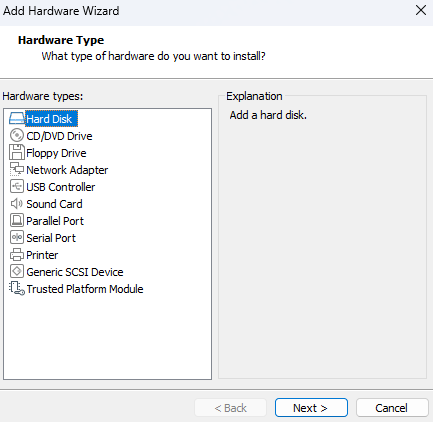 Add Hardware Wizard
Hardware Type
What type of hardware do you want to install?
Hardware types:
Hard Disk
CD/DVD Drive
Floppy Drive
Network Adapter
USB Controller
Sound Card
Parallel Port
Serial Port
Printer
Generic SCSI Device
Trusted Platform Module
Explanation
Add a hard disk.
< Back
Next >
Cancel